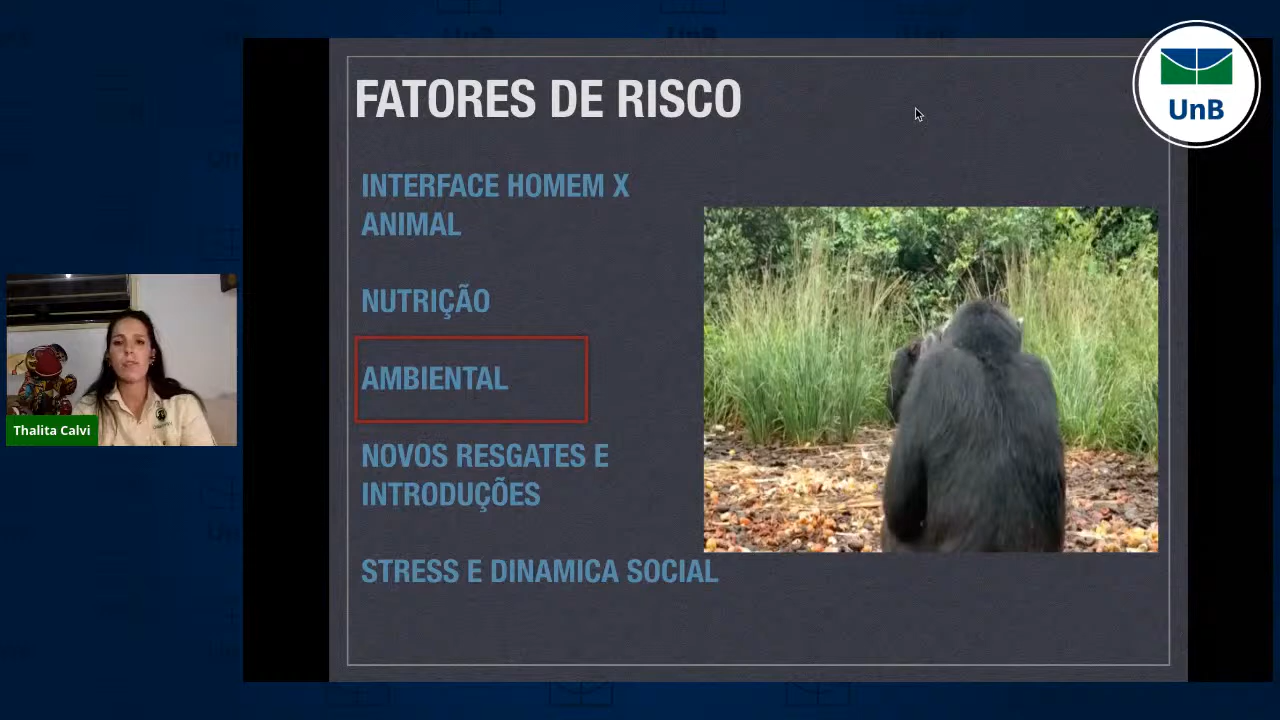 FATORES DE RISCO
INTERFACE HOMEM X
ANIMAL
NUTRIÇÃO
AMBIENTAL
NOVOS RESGATES E
INTRODUÇÕES
STRESS E DINAMICA SOCIAL
Thalita Calvi
UnB